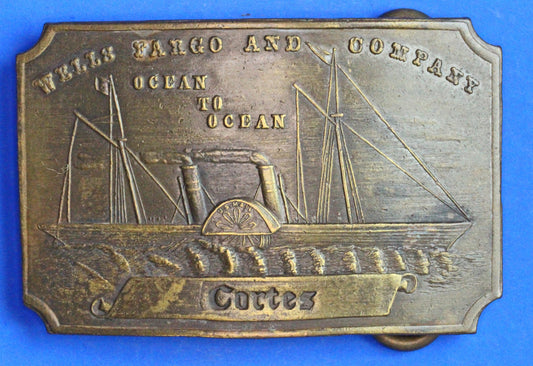 WELLS FARGO AND COMPANY
OCEAN
TO
OCEAN
Cortes